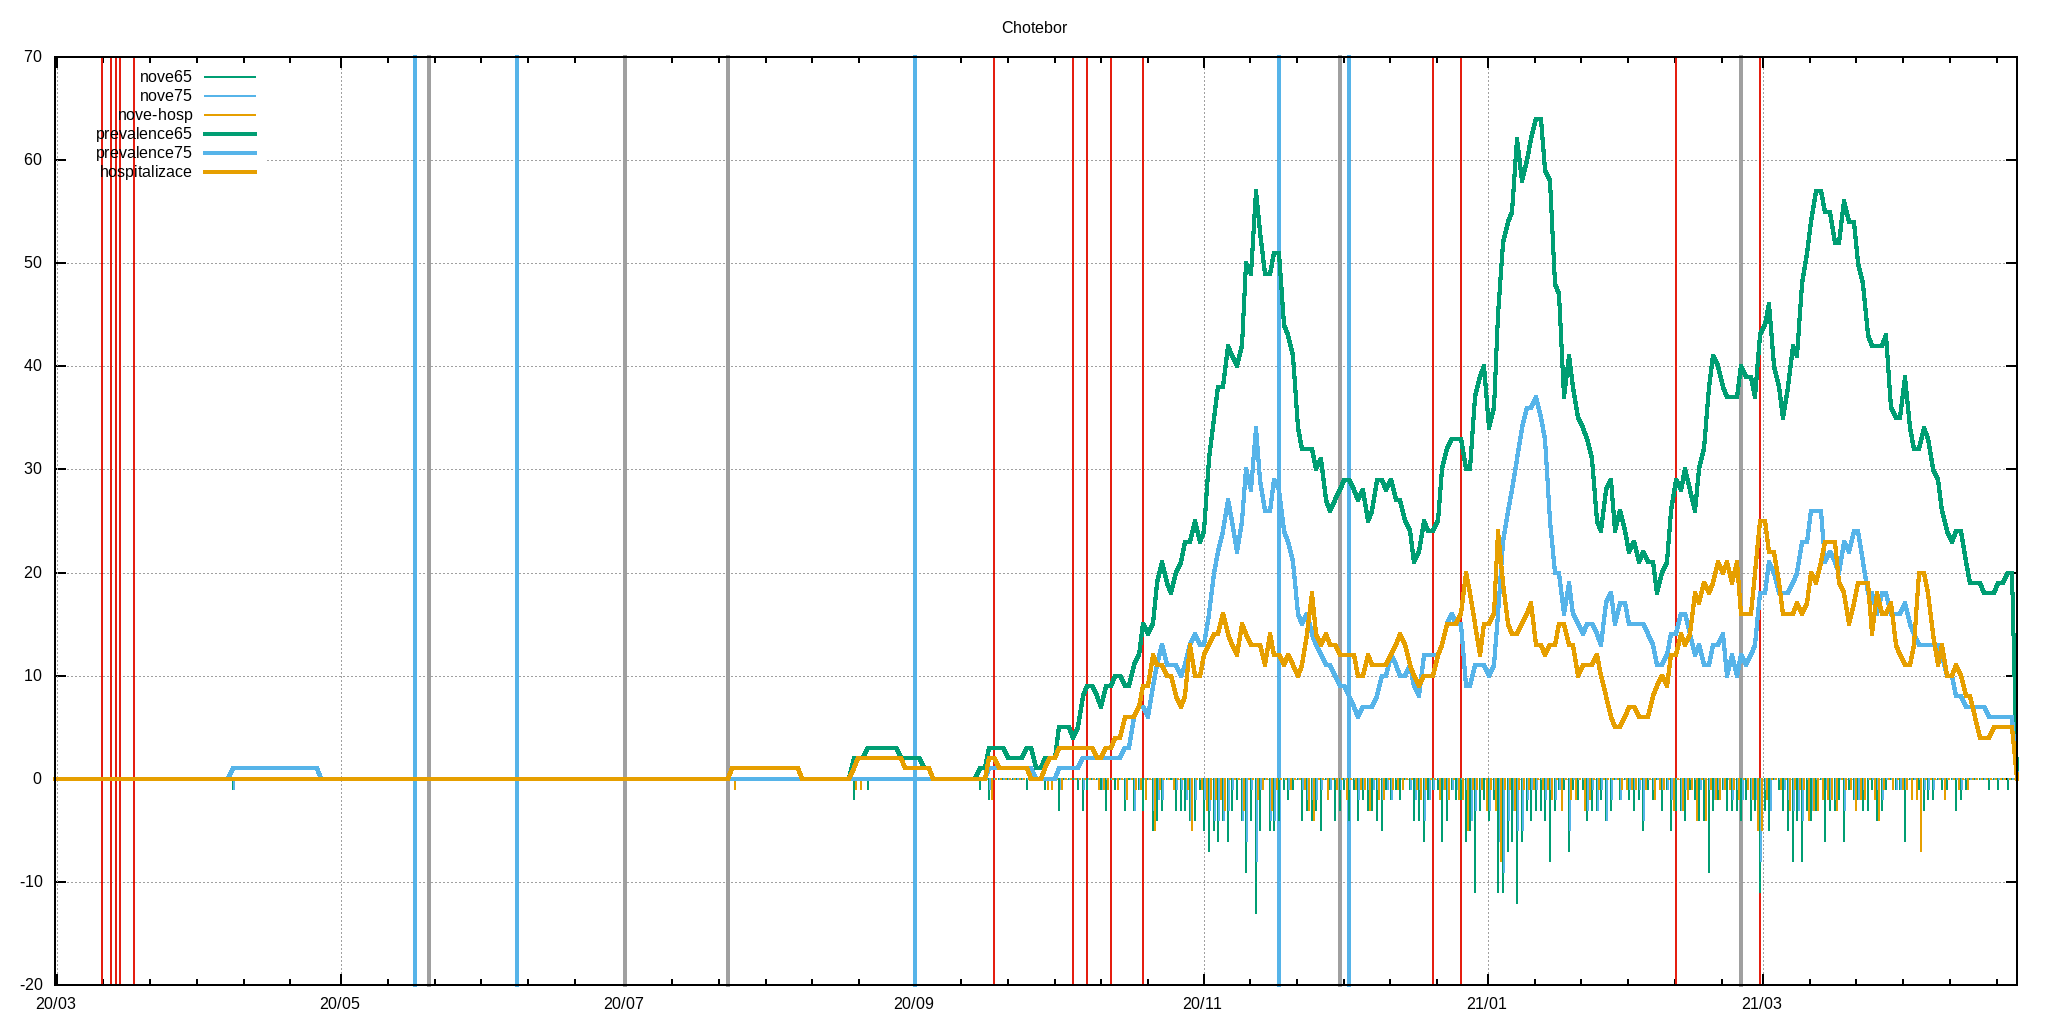 Chotebor
70
60
50
40
30
20
10
0
-10
-20
nove65
nove75
nove-hosp
prevalence65
prevalence75
hospitalizace
20/03 20/05 20/07 20/09 20/11 21/01 21/03